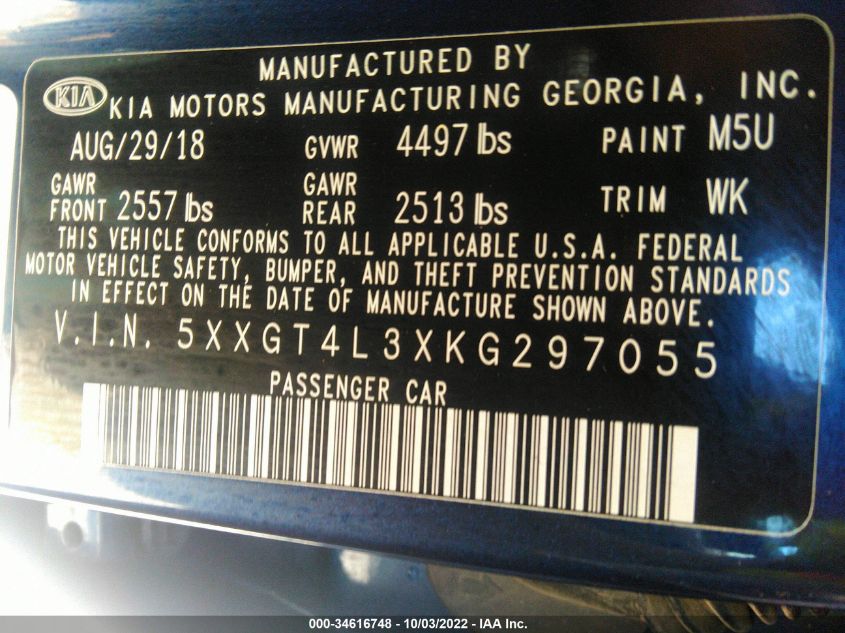 MANUFACTURED BY
KIA KIA MOTORS MANUFACTURING GEORGIA, INC.
AUG/29/18 GVWR 4497 lbs PAINT M5U
GAWR FRONT 2557 lbs GAWR REAR 2513 lbs TRIM WK
THIS VEHICLE CONFORMS TO ALL APPLICABLE U.S.A. FEDERAL
MOTOR VEHICLE SAFETY, BUMPER, AND THEFT PREVENTION STANDARDS
IN EFFECT ON THE DATE OF MANUFACTURE SHOWN ABOVE.
V.I.N. 5XXGT4L3XKG297055
PASSENGER CAR
000-34616748 - 10/03/2022 - IAA Inc.